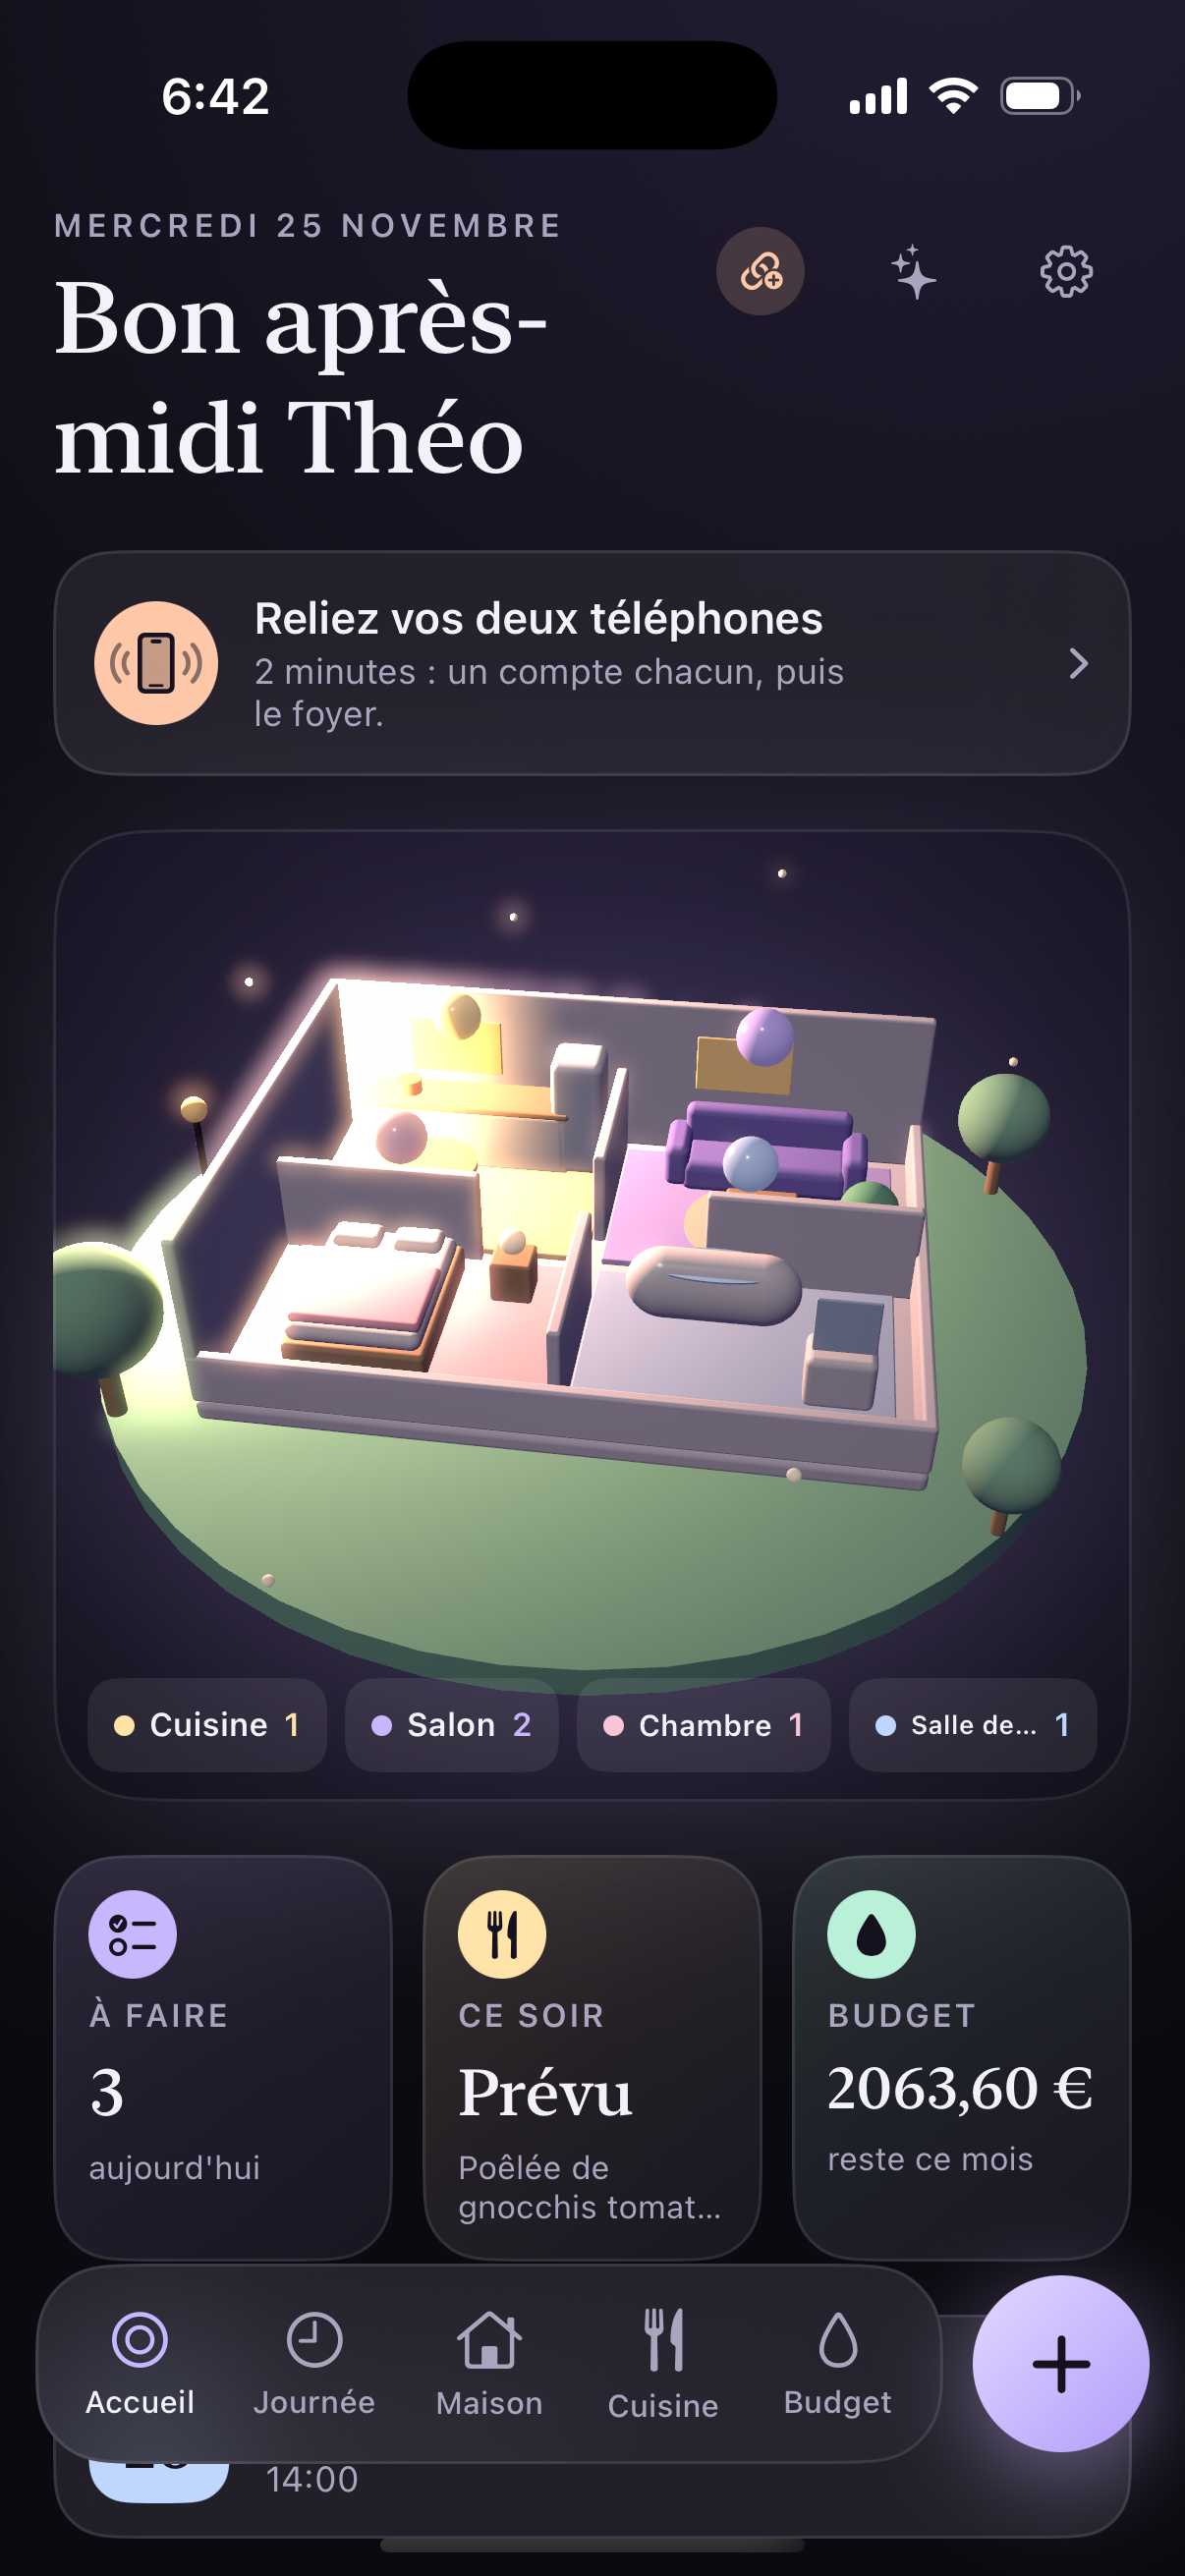 6:42
MERCREDI 25 NOVEMBRE
Bon après-
midi Théo
Reliez vos deux téléphones
2 minutes : un compte chacun, puis
le foyer.
Cuisine 1
Salon 2
Chambre 1
Salle de... 1
À FAIRE
3
aujourd'hui
CE SOIR
Prévu
Poêlée de
gnocchis tomat...
BUDGET
2063,60 €
reste ce mois
Accueil
Journée
Maison
Cuisine
Budget
14:00